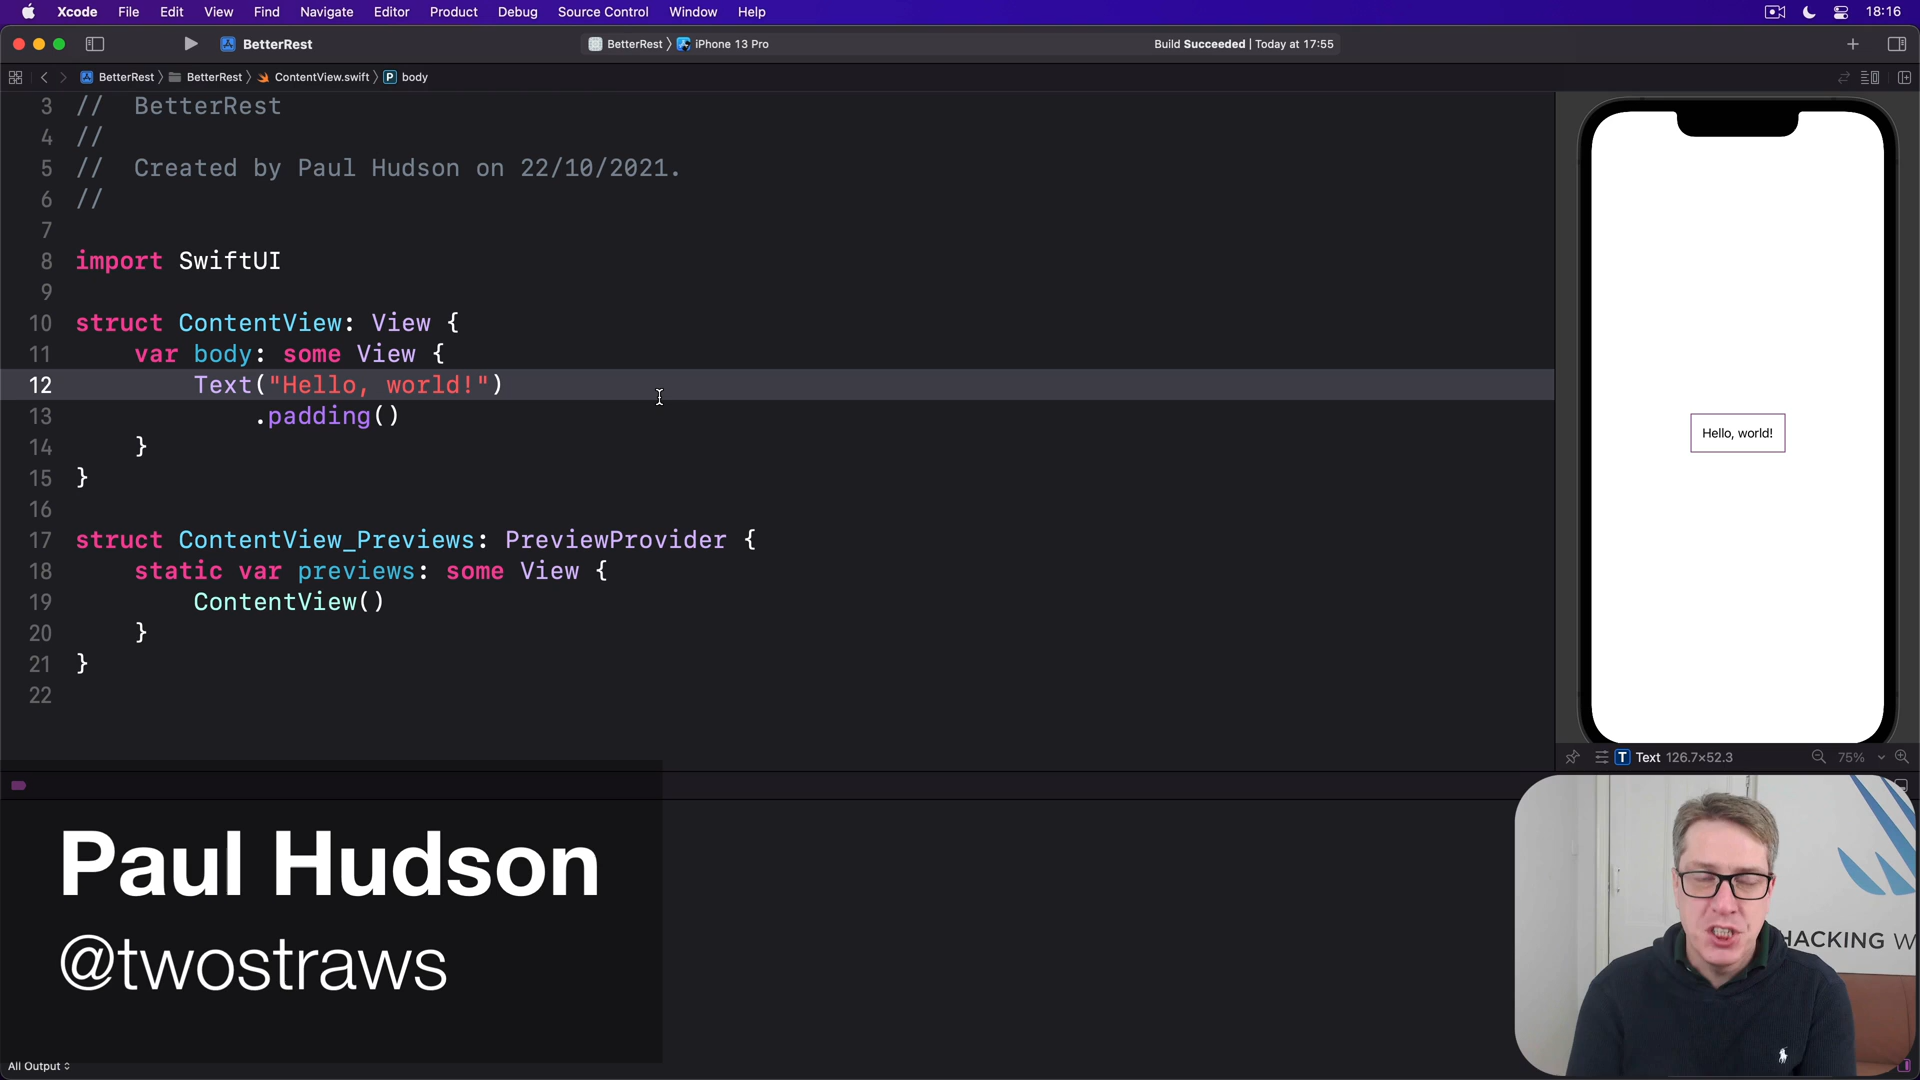 Xcode File Edit View Find Navigate Editor Product Debug Source Control Window Help 18:16
BetterRest BetterRest iPhone 13 Pro Build Succeeded | Today at 17:55
BetterRest BetterRest ContentView.swift P body
3 //  BetterRest
4 //
5 //  Created by Paul Hudson on 22/10/2021.
6 //
7
8 import SwiftUI
9
10 struct ContentView: View {
11     var body: some View {
12         Text("Hello, world!")
13             .padding()
14     }
15 }
16
17 struct ContentView_Previews: PreviewProvider {
18     static var previews: some View {
19         ContentView()
20     }
21 }
22
Hello, world!
T Text 126.7×52.3 75%
Paul Hudson
@twostraws
HACKING W
All Output